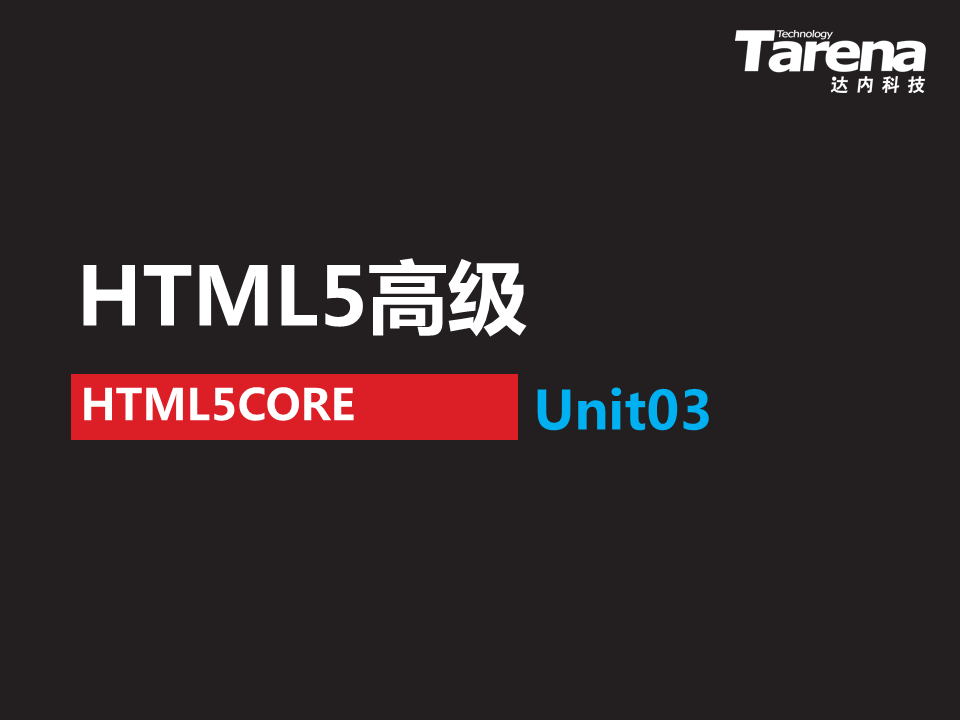 Technology
Tarena
达内科技
HTML5高级
HTML5CORE
Unit03